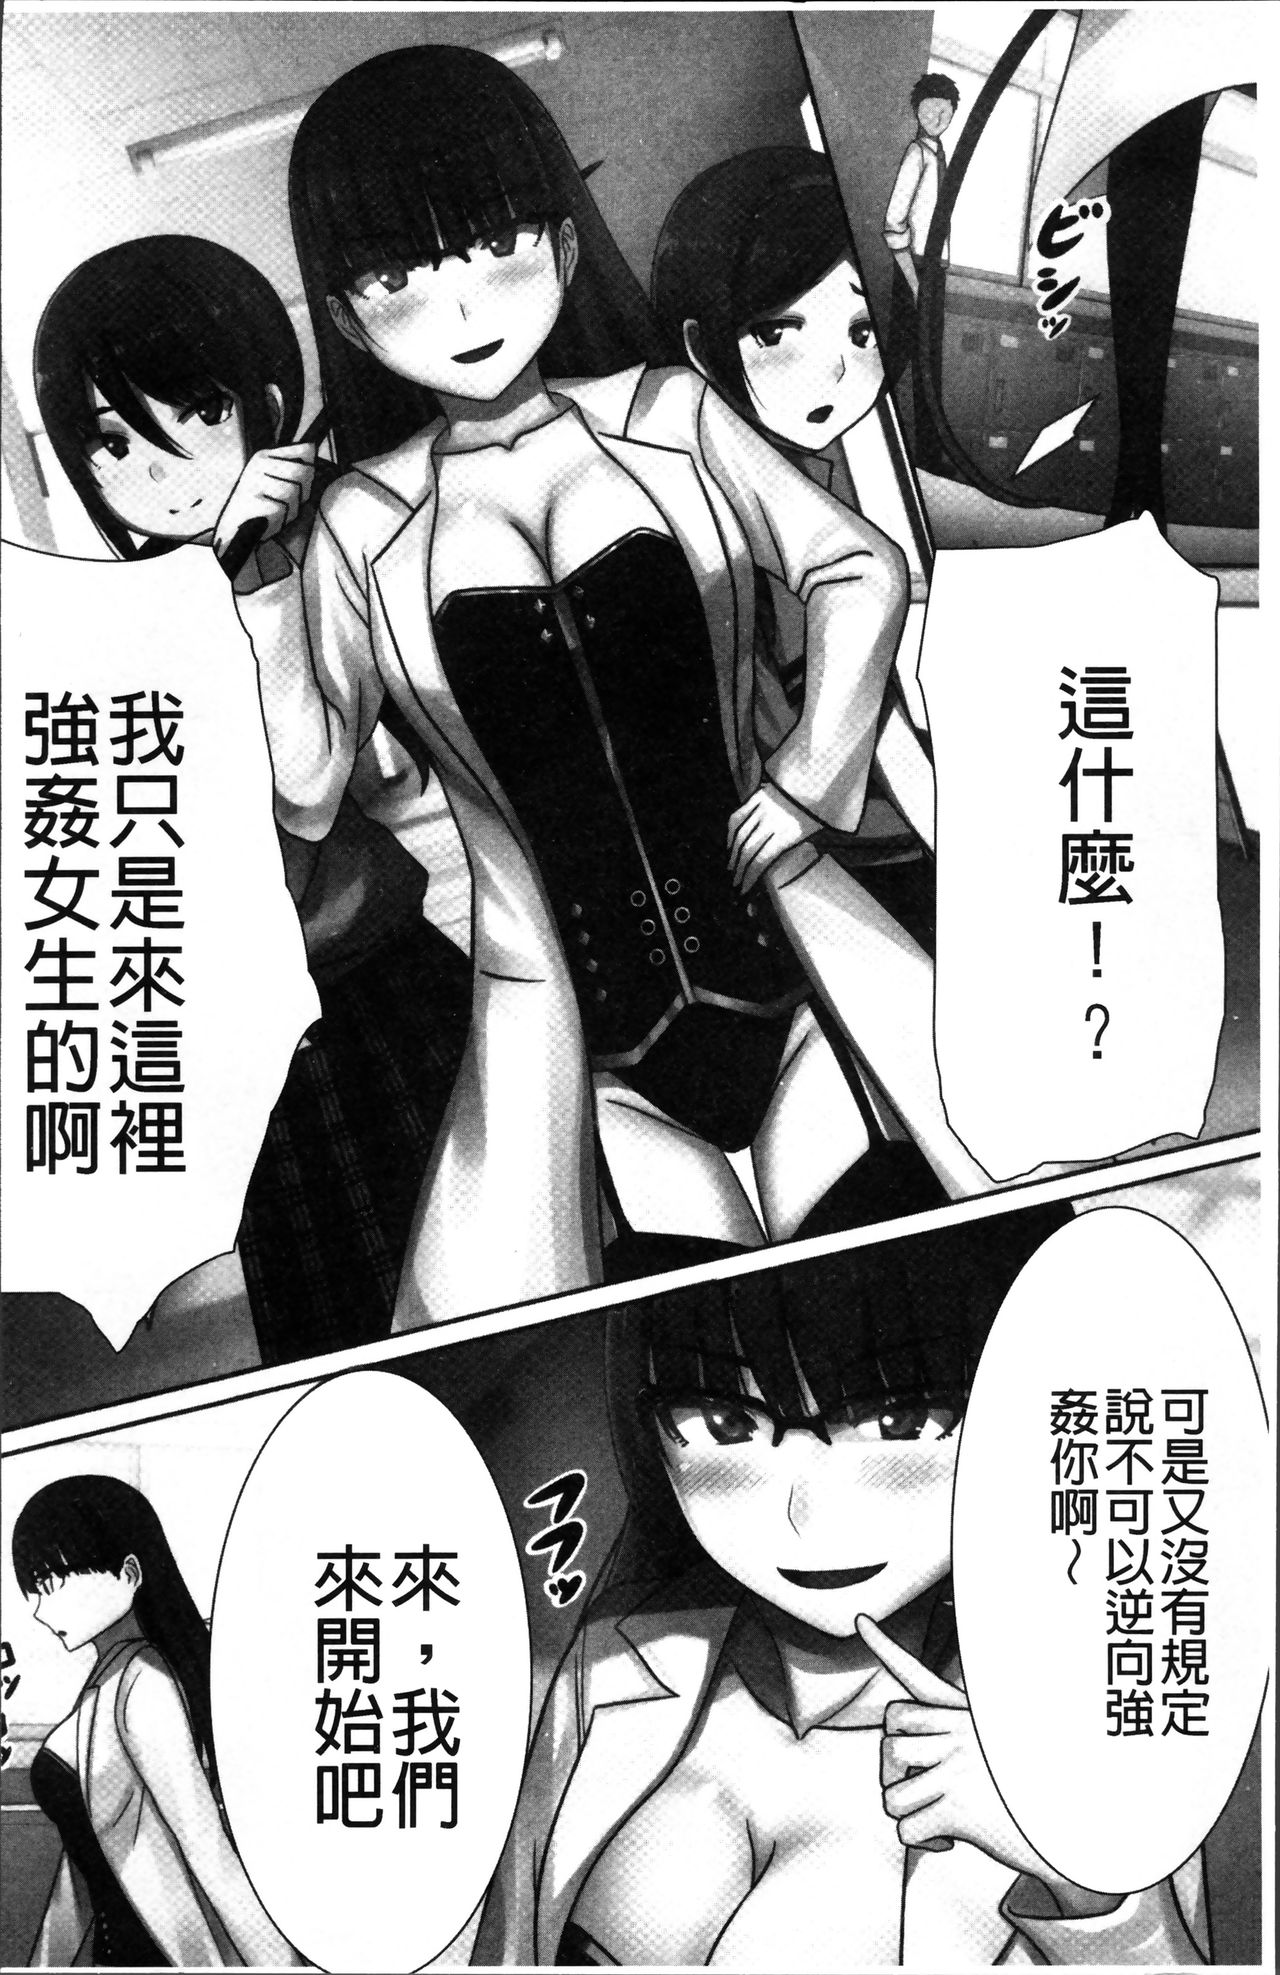 ビシッ
這什麼！？
我只是來這裡
強姦女生的啊
可是又沒有規定
說不可以逆向強
姦你啊～
フフフッ
來，我們
來開始吧